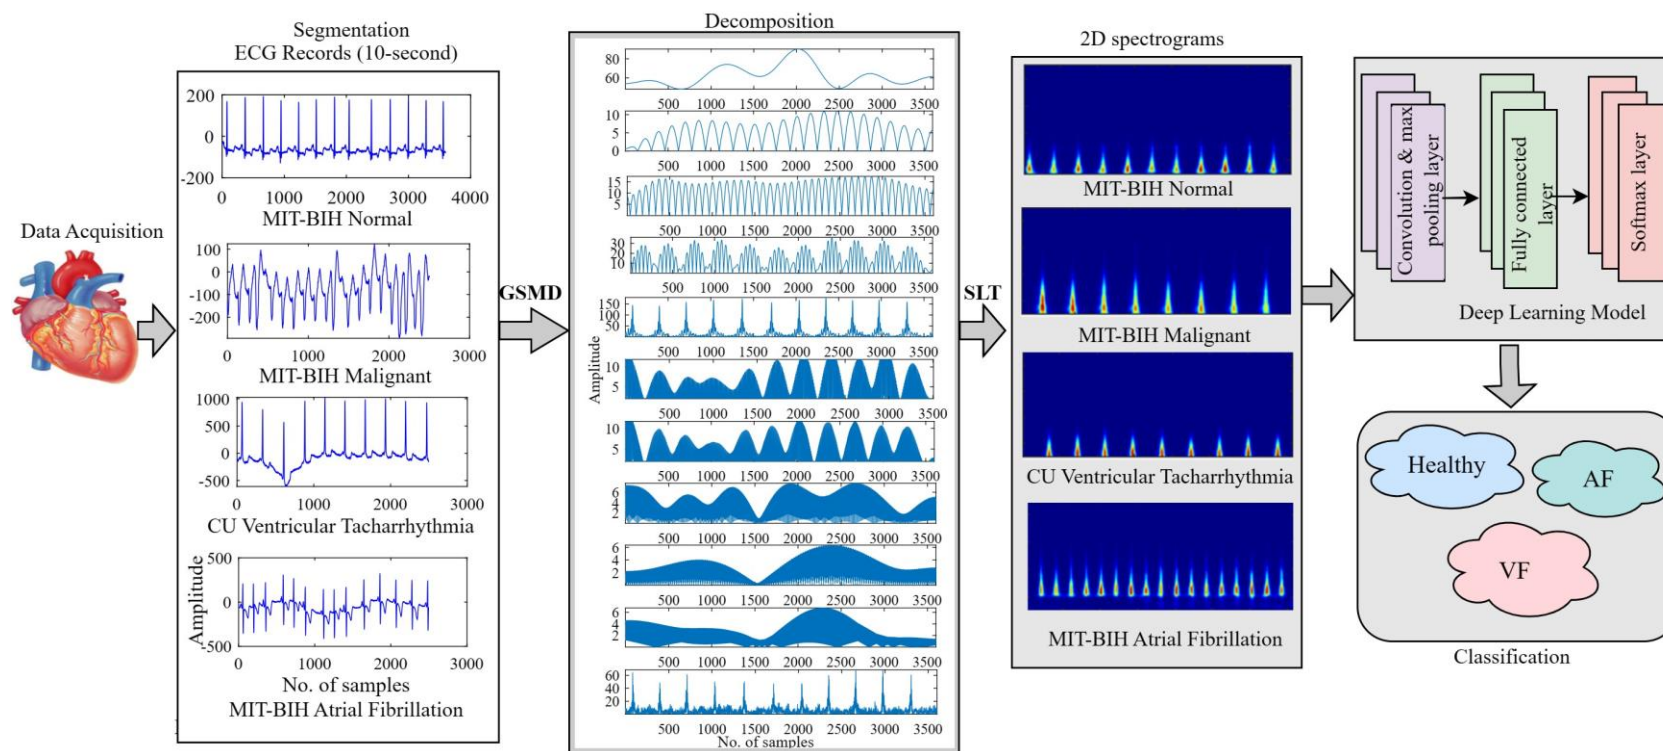 Data Acquisition
Segmentation
ECG Records (10-second)
200
0
-200
0 1000 2000 3000 4000
MIT-BIH Normal
100
0
-100
-200
0 1000 2000 3000
MIT-BIH Malignant
1000
500
0
-500
0 1000 2000 3000
CU Ventricular Tacharrhythmia
500
0
-500
Amplitude
0 1000 2000 3000
No. of samples
MIT-BIH Atrial Fibrillation
GSMD
Decomposition
80
60
500 1000 1500 2000 2500 3000 3500
10
5
0
500 1000 1500 2000 2500 3000 3500
15
10
5
0
500 1000 1500 2000 2500 3000 3500
30
20
10
500 1000 1500 2000 2500 3000 3500
150
100
50
500 1000 1500 2000 2500 3000 3500
Amplitude
10
5
500 1000 1500 2000 2500 3000 3500
10
5
500 1000 1500 2000 2500 3000 3500
6
4
2
500 1000 1500 2000 2500 3000 3500
6
4
2
500 1000 1500 2000 2500 3000 3500
6
4
2
500 1000 1500 2000 2500 3000 3500
60
40
20
500 1000 1500 2000 2500 3000 3500
No. of samples
SLT
2D spectrograms
MIT-BIH Normal
MIT-BIH Malignant
CU Ventricular Tacharrhythmia
MIT-BIH Atrial Fibrillation
Convolution & max
pooling layer
Fully connected
layer
Softmax layer
Deep Learning Model
Healthy
AF
VF
Classification